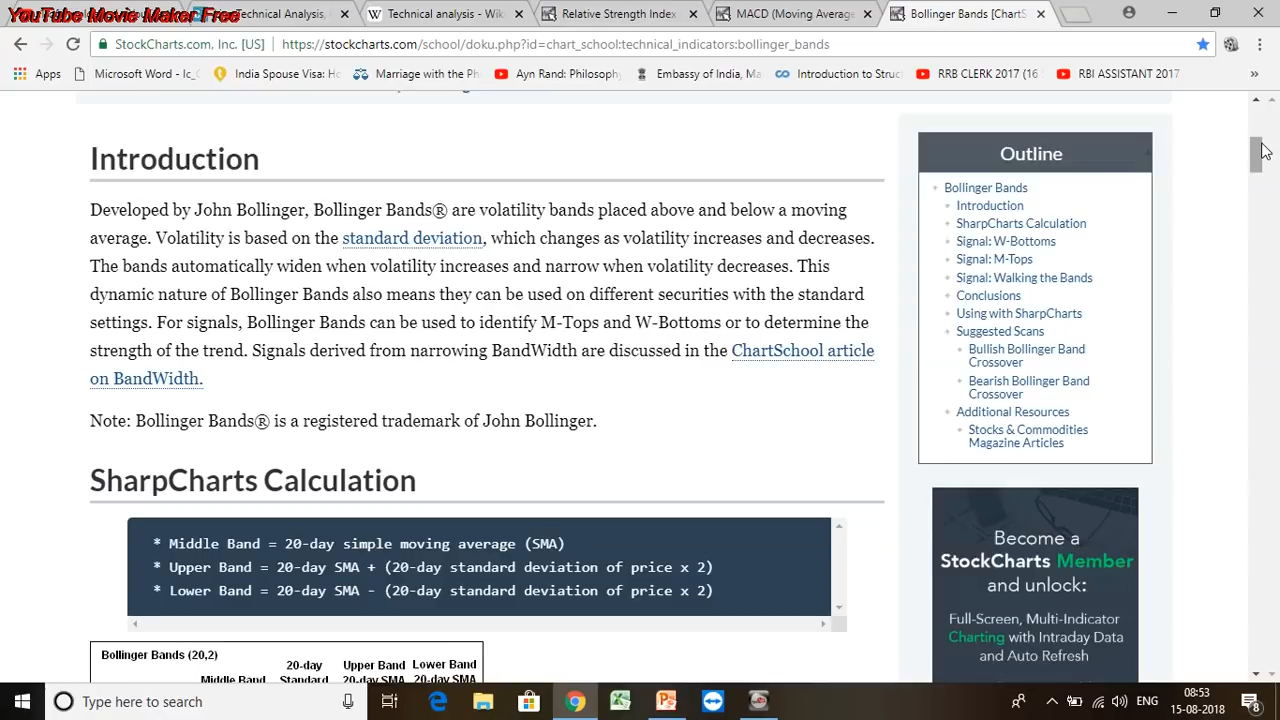 YouTube Movie Maker Free
Technical Analysis,
Technical analysis - Wikip
Relative Strength Index
(Moving Average
Bollinger Bands [ChartS
StockCharts.com, Inc. [US]
https://stockcharts.com/school/doku.php?id=chart_school:technical_indicators:bollinger_bands
Apps
Microsoft Word - Ic_C
India Spouse Visa: Ho
Marriage with the Ph
Ayn Rand: Philosoph
Embassy of India, Ma
Introduction to Struc
RRB CLERK 2017 (16
RBI ASSISTANT 2017
»
Introduction
Developed by John Bollinger, Bollinger Bands® are volatility bands placed above and below a moving
average. Volatility is based on the standard deviation, which changes as volatility increases and decreases.
The bands automatically widen when volatility increases and narrow when volatility decreases. This
dynamic nature of Bollinger Bands also means they can be used on different securities with the standard
settings. For signals, Bollinger Bands can be used to identify M-Tops and W-Bottoms or to determine the
strength of the trend. Signals derived from narrowing BandWidth are discussed in the ChartSchool article
on BandWidth.
Note: Bollinger Bands® is a registered trademark of John Bollinger.
SharpCharts Calculation
* Middle Band = 20-day simple moving average (SMA)
* Upper Band = 20-day SMA + (20-day standard deviation of price x 2)
* Lower Band = 20-day SMA - (20-day standard deviation of price x 2)
Bollinger Bands (20,2)
20-day Upper Band Lower Band
Middle Band Standard 20-day SMA 20-day SMA
Outline
Bollinger Bands
Introduction
SharpCharts Calculation
Signal: W-Bottoms
Signal: M-Tops
Signal: Walking the Bands
Conclusions
Using with SharpCharts
Suggested Scans
Bullish Bollinger Band
Crossover
Bearish Bollinger Band
Crossover
Additional Resources
Stocks & Commodities
Magazine Articles
Become a
StockCharts Member
and unlock:
Full-Screen, Multi-Indicator
Charting with Intraday Data
and Auto Refresh
Type here to search
ENG
08:53
15-08-2018
8